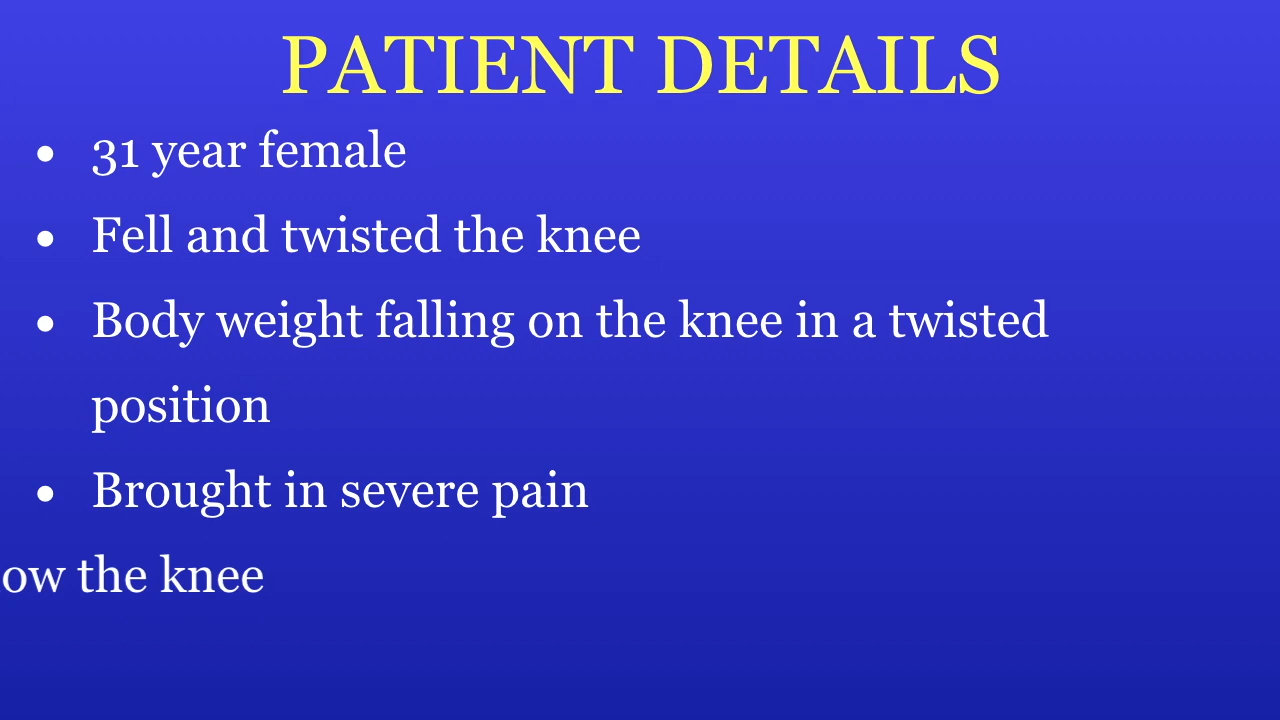 PATIENT DETAILS
• 31 year female
• Fell and twisted the knee
• Body weight falling on the knee in a twisted
position
• Brought in severe pain
the knee